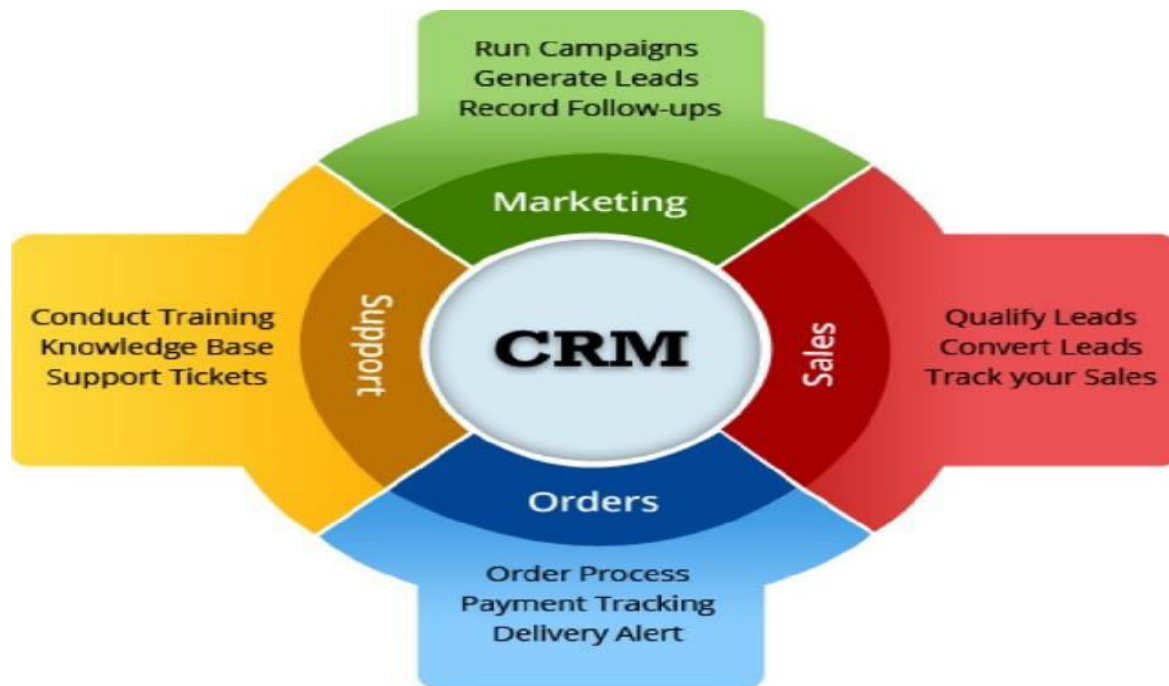 Run Campaigns
Generate Leads
Record Follow-ups
Marketing
Conduct Training
Knowledge Base
Support Tickets
Support
CRM
Sales
Qualify Leads
Convert Leads
Track your Sales
Orders
Order Process
Payment Tracking
Delivery Alert